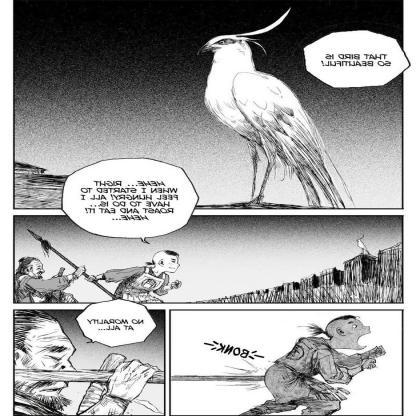 THAT BIRD IS
SO BEAUTIFUL!
HEHE... RIGHT
WHEN I STARTED TO
FEEL HUNGRY! ALL I
HAVE TO DO IS...
ROAST AND EAT IT!
HEHE...
BONK
NO MORALITY
AT ALL...